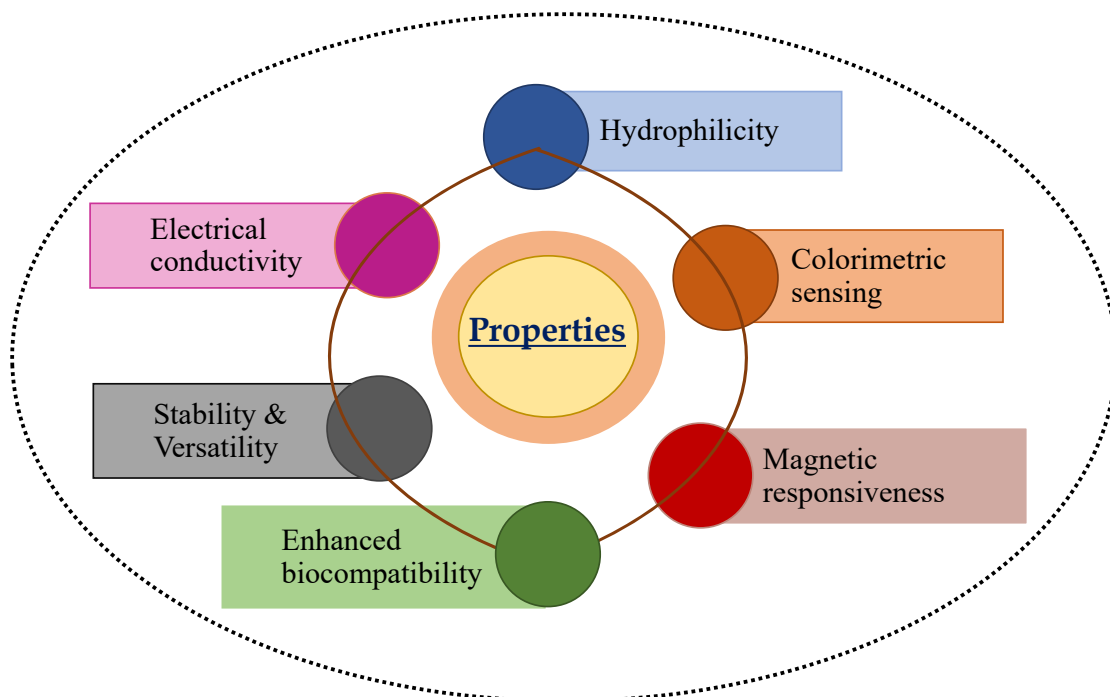 Hydrophilicity
Electrical
conductivity
Colorimetric
sensing
Properties
Stability &
Versatility
Magnetic
responsiveness
Enhanced
biocompatibility